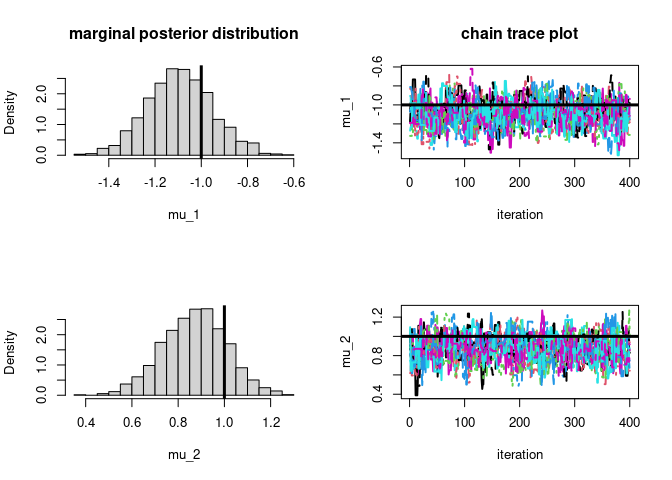 marginal posterior distribution
Density
0.0 1.0 2.0
-1.4 -1.2 -1.0 -0.8 -0.6
mu_1
chain trace plot
mu_1
-1.4 -1.0 -0.6
0 100 200 300 400
iteration
Density
0.0 1.0 2.0
0.4 0.6 0.8 1.0 1.2
mu_2
mu_2
0.4 0.8 1.2
0 100 200 300 400
iteration